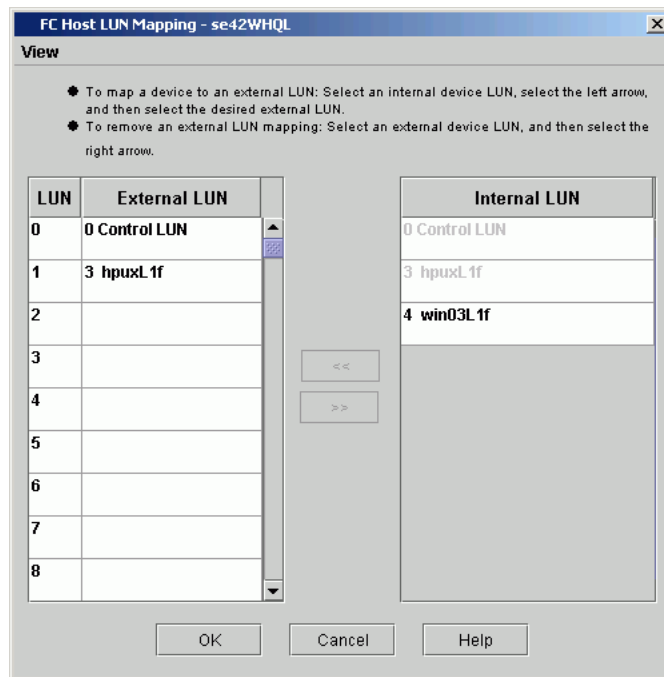 FC Host LUN Mapping - se42WHQL
View
To map a device to an external LUN: Select an internal device LUN, select the left arrow,
and then select the desired external LUN.
To remove an external LUN mapping: Select an external device LUN, and then select the
right arrow.
LUN External LUN
0 0 Control LUN
1 3 hpuxL1f
2
3
4
5
6
7
8
<<
>>
Internal LUN
0 Control LUN
3 hpuxL1f
4 win03L1f
OK Cancel Help